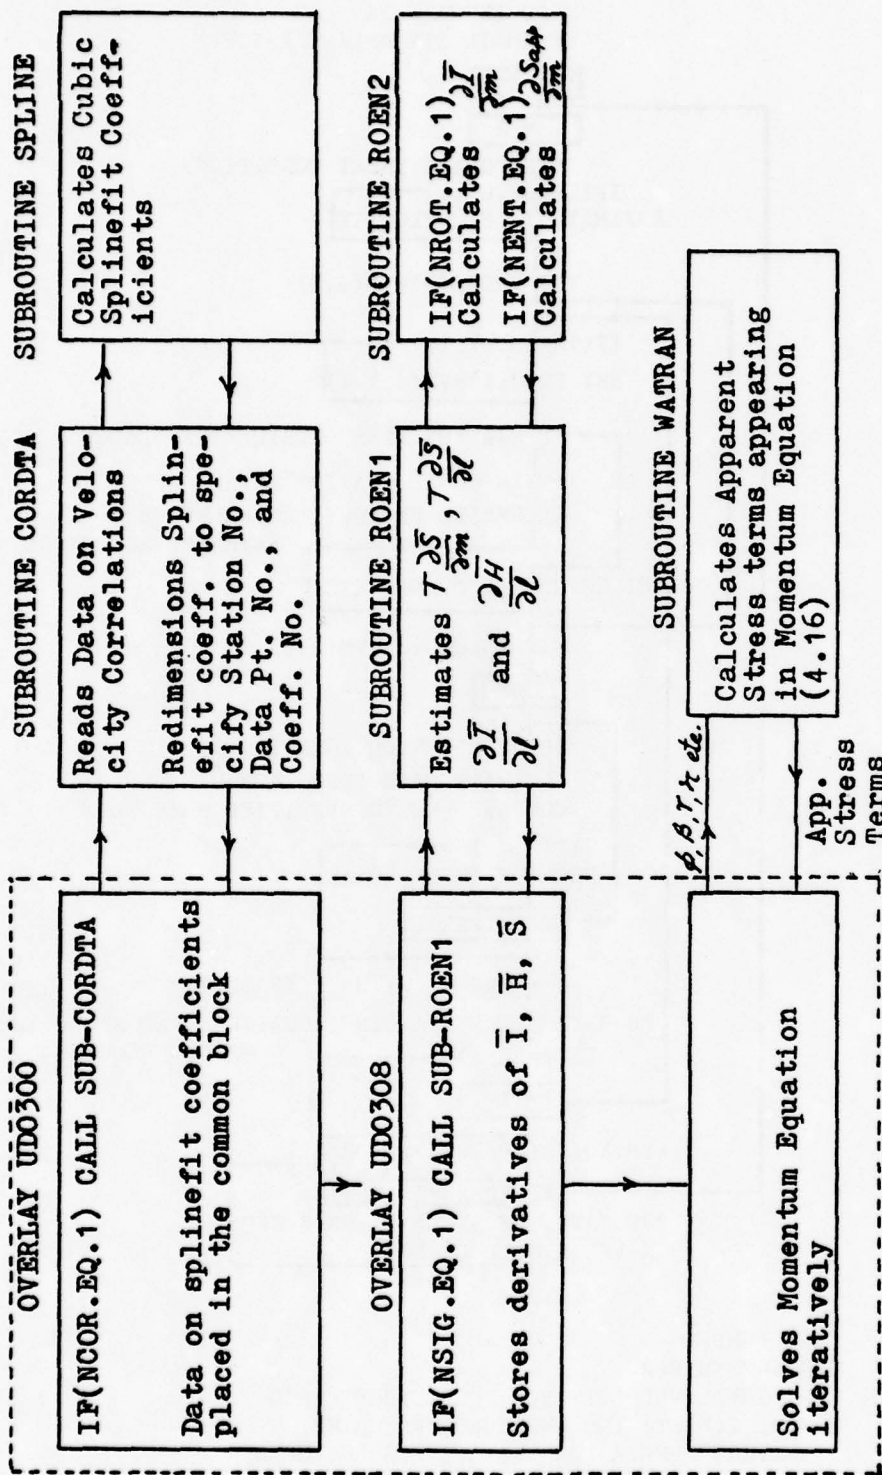 OVERLAY UD0300
IF(NCOR.EQ.1) CALL SUB-CORDTA
Data on splinefit coefficients
placed in the common block
SUBROUTINE CORDTA
Reads Data on Velo-
city Correlations
Redimensions Splin-
efit coeff. to spe-
cify Station No.,
Data Pt. No., and
Coeff. No.
SUBROUTINE SPLINE
Calculates Cubic
Splinefit Coeff-
icients
OVERLAY UD0308
IF(NSIG.EQ.1) CALL SUB-ROEN1
Stores derivatives of I̅, H̅, S̅
SUBROUTINE ROEN1
Estimates T ∂S̅/∂m, T ∂S̅/∂l
∂I̅/∂l and ∂H/∂l
SUBROUTINE ROEN2
IF(NROT.EQ.1)
Calculates ∂I̅/∂m
IF(NENT.EQ.1)
Calculates ∂Sapp/∂m
Solves Momentum Equation
iteratively
φ, β, r, etc.
App.
Stress
Terms
SUBROUTINE WATRAN
Calculates Apparent
Stress terms appearing
in Momentum Equation
(4.16)